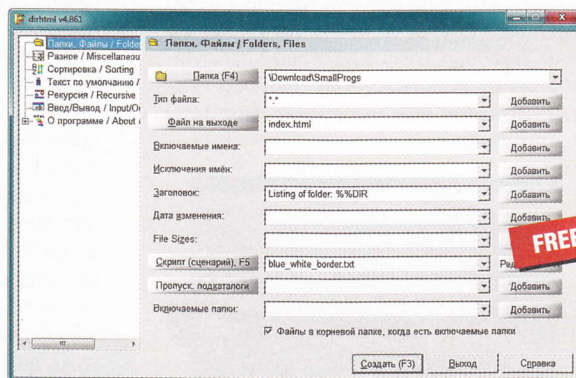 dirhtml v4.861
Папки, Файлы / Folde
Разное / Miscellaneou
Сортировка / Sorting
Текст по умолчанию /
Рекурсия / Recursive
Ввод/Вывод / Input/O
О программе / About
Папки, Файлы / Folders, Files
Папка (F4) \Download\SmallProgs
Тип файла: *.* Добавить
Файл на выходе index.html Добавить
Включаемые имена: Добавить
Исключения имён: Добавить
Заголовок: Listing of folder: %%DIR Добавить
Дата изменения: Добавить
File Sizes:
FREE
Скрипт (сценарий), F5 blue_white_border.txt
Пропуск. подкаталоги Добавить
Включаемые папки: Добавить
Файлы в корневой папке, когда есть включаемые папки
Создать (F3) Выход Справка